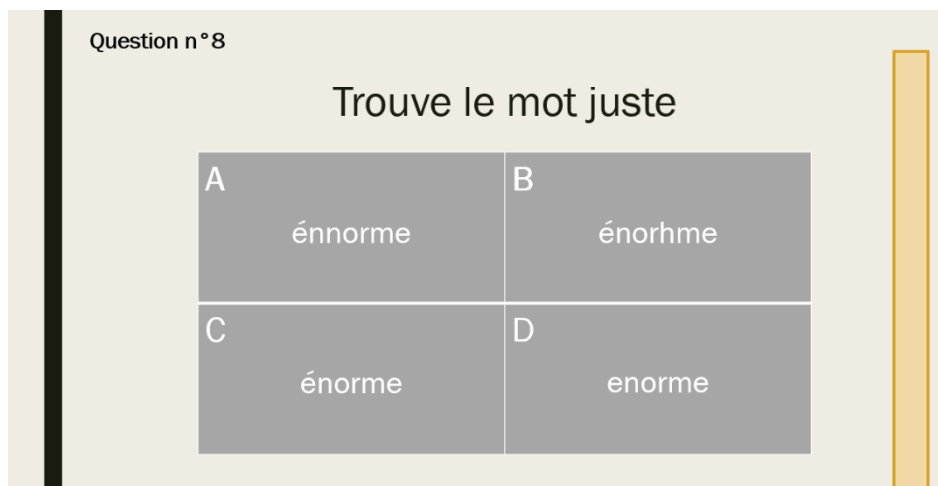 Question n°8
Trouve le mot juste
A
énnorme
B
énorhme
C
énorme
D
enorme